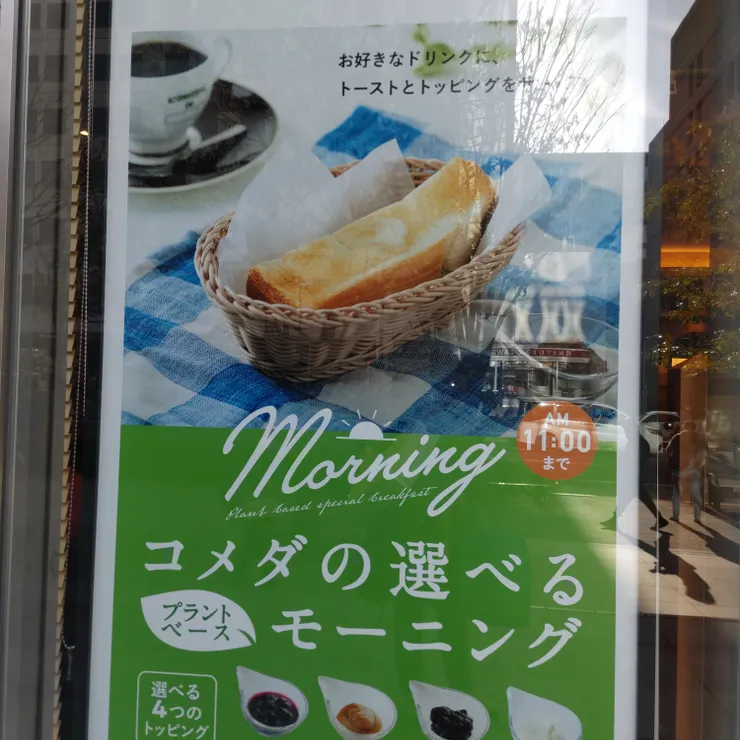 お好きなドリンクに、
トーストとトッピングを
Morning
Plant based special breakfast
AM
11:00
まで
コメダの選べる
プラント
ベース
モーニング
選べる
4つの
トッピング